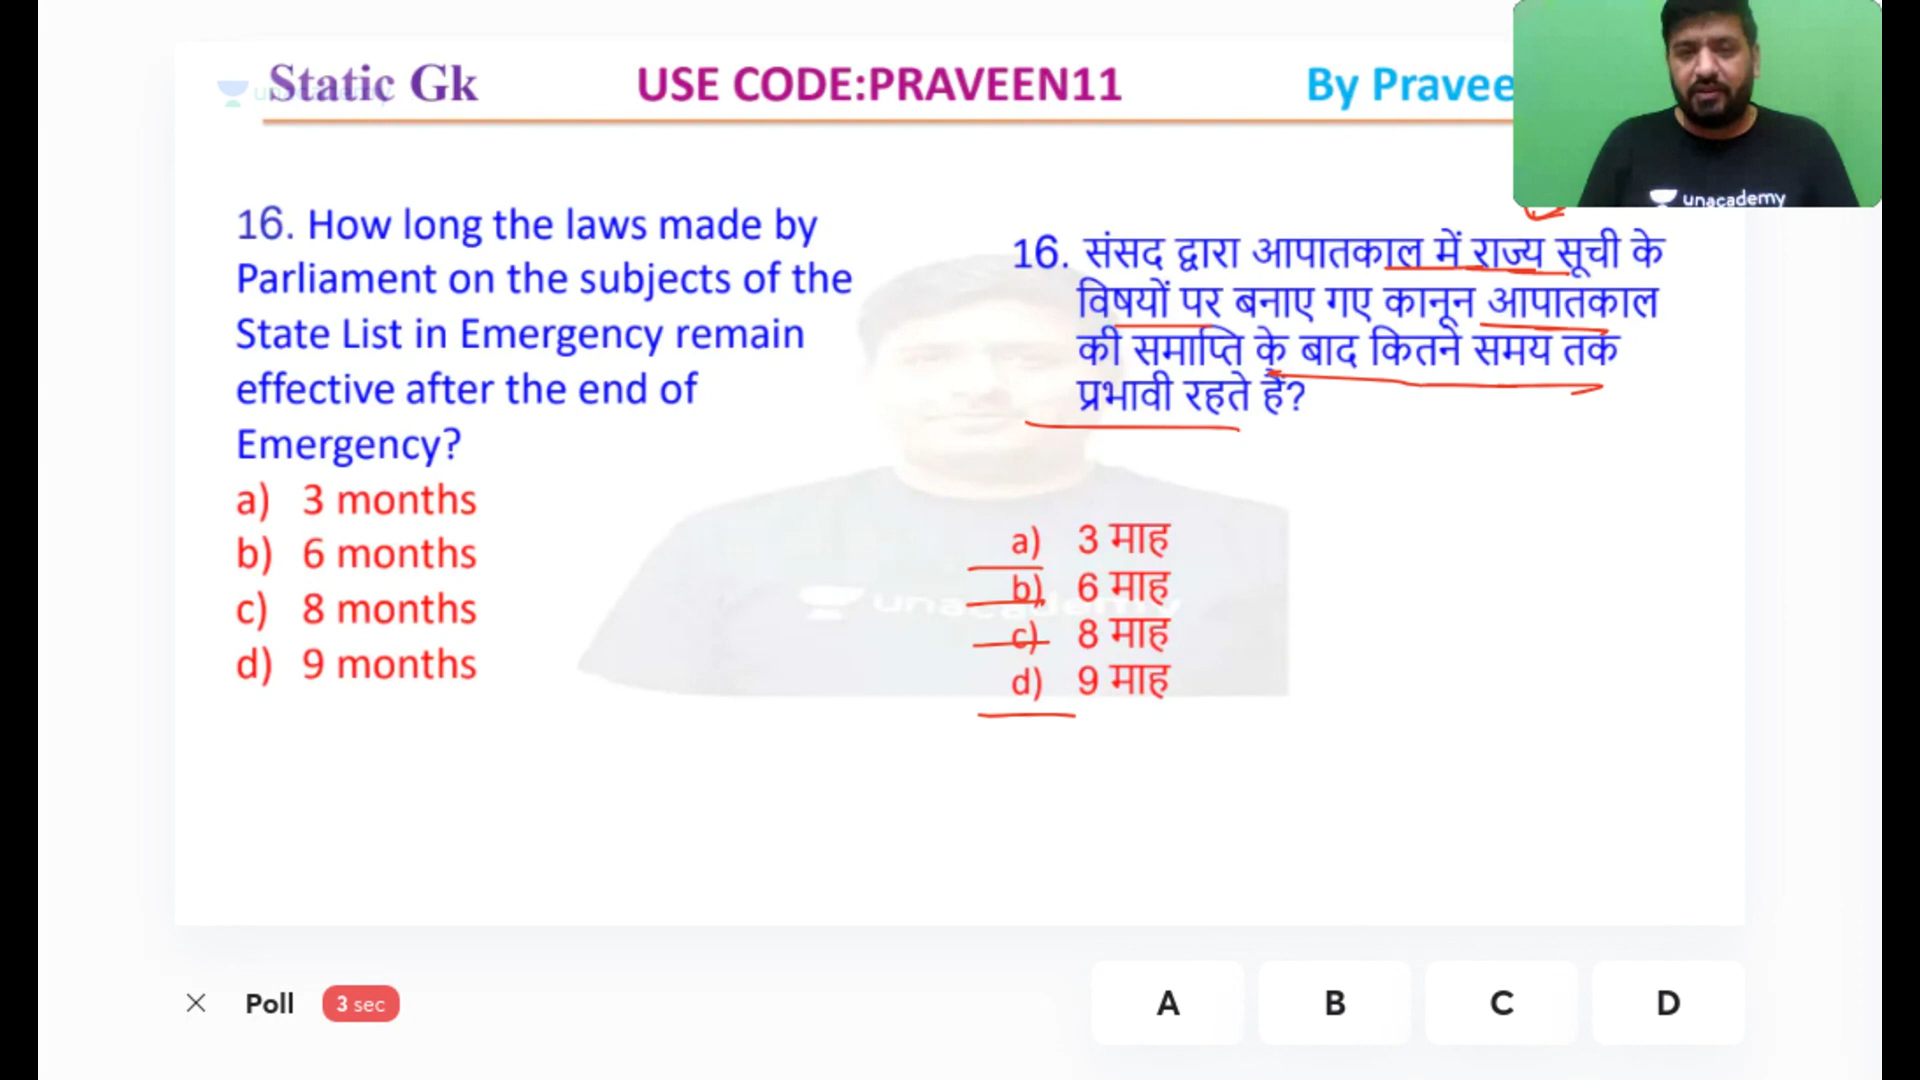 Static Gk
USE CODE:PRAVEEN11
By Pravee
unacademy
16. How long the laws made by
Parliament on the subjects of the
State List in Emergency remain
effective after the end of
Emergency?
a) 3 months
b) 6 months
c) 8 months
d) 9 months
16. संसद द्वारा आपातकाल में राज्य सूची के
विषयों पर बनाए गए कानून आपातकाल
की समाप्ति के बाद कितने समय तक
प्रभावी रहते हैं?
a) 3 माह
b) 6 माह
c) 8 माह
d) 9 माह
unacademy
Poll
3 sec
A
B
C
D